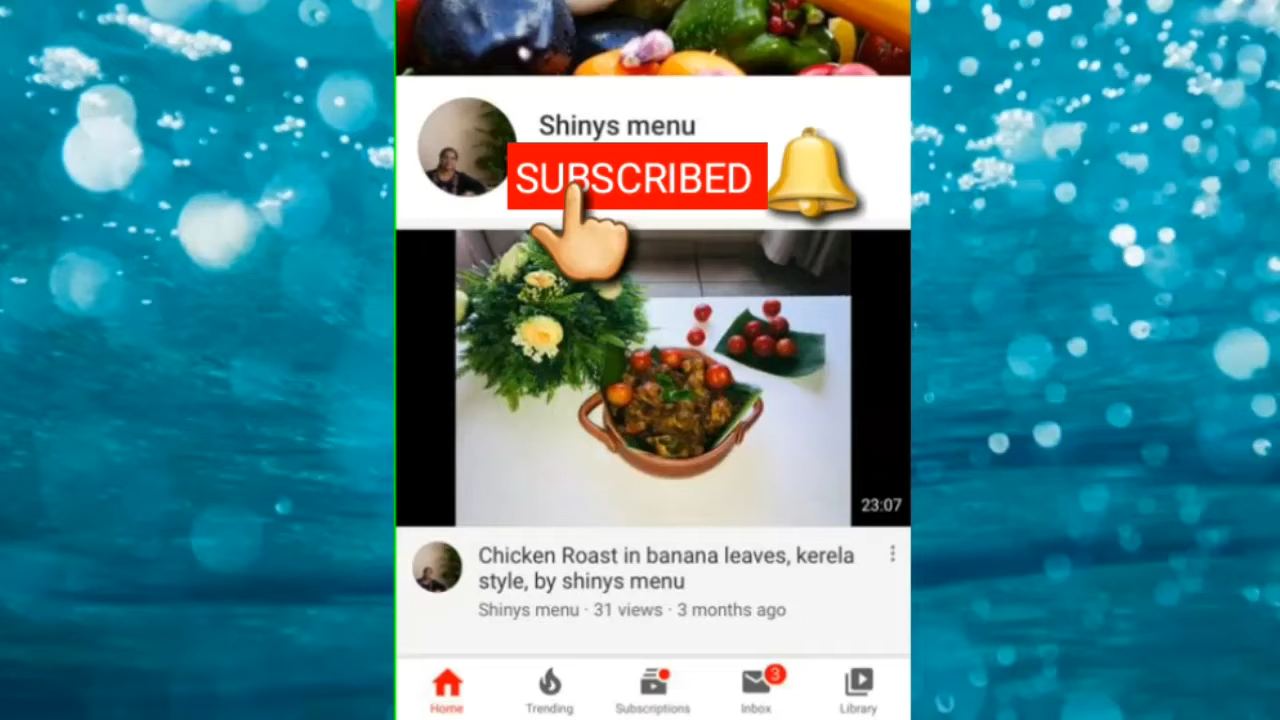 Shinys menu
SUBSCRIBED
23:07
Chicken Roast in banana leaves, kerela
style, by shinys menu
Shinys menu · 31 views · 3 months ago
3
Home Trending Subscriptions Inbox Library